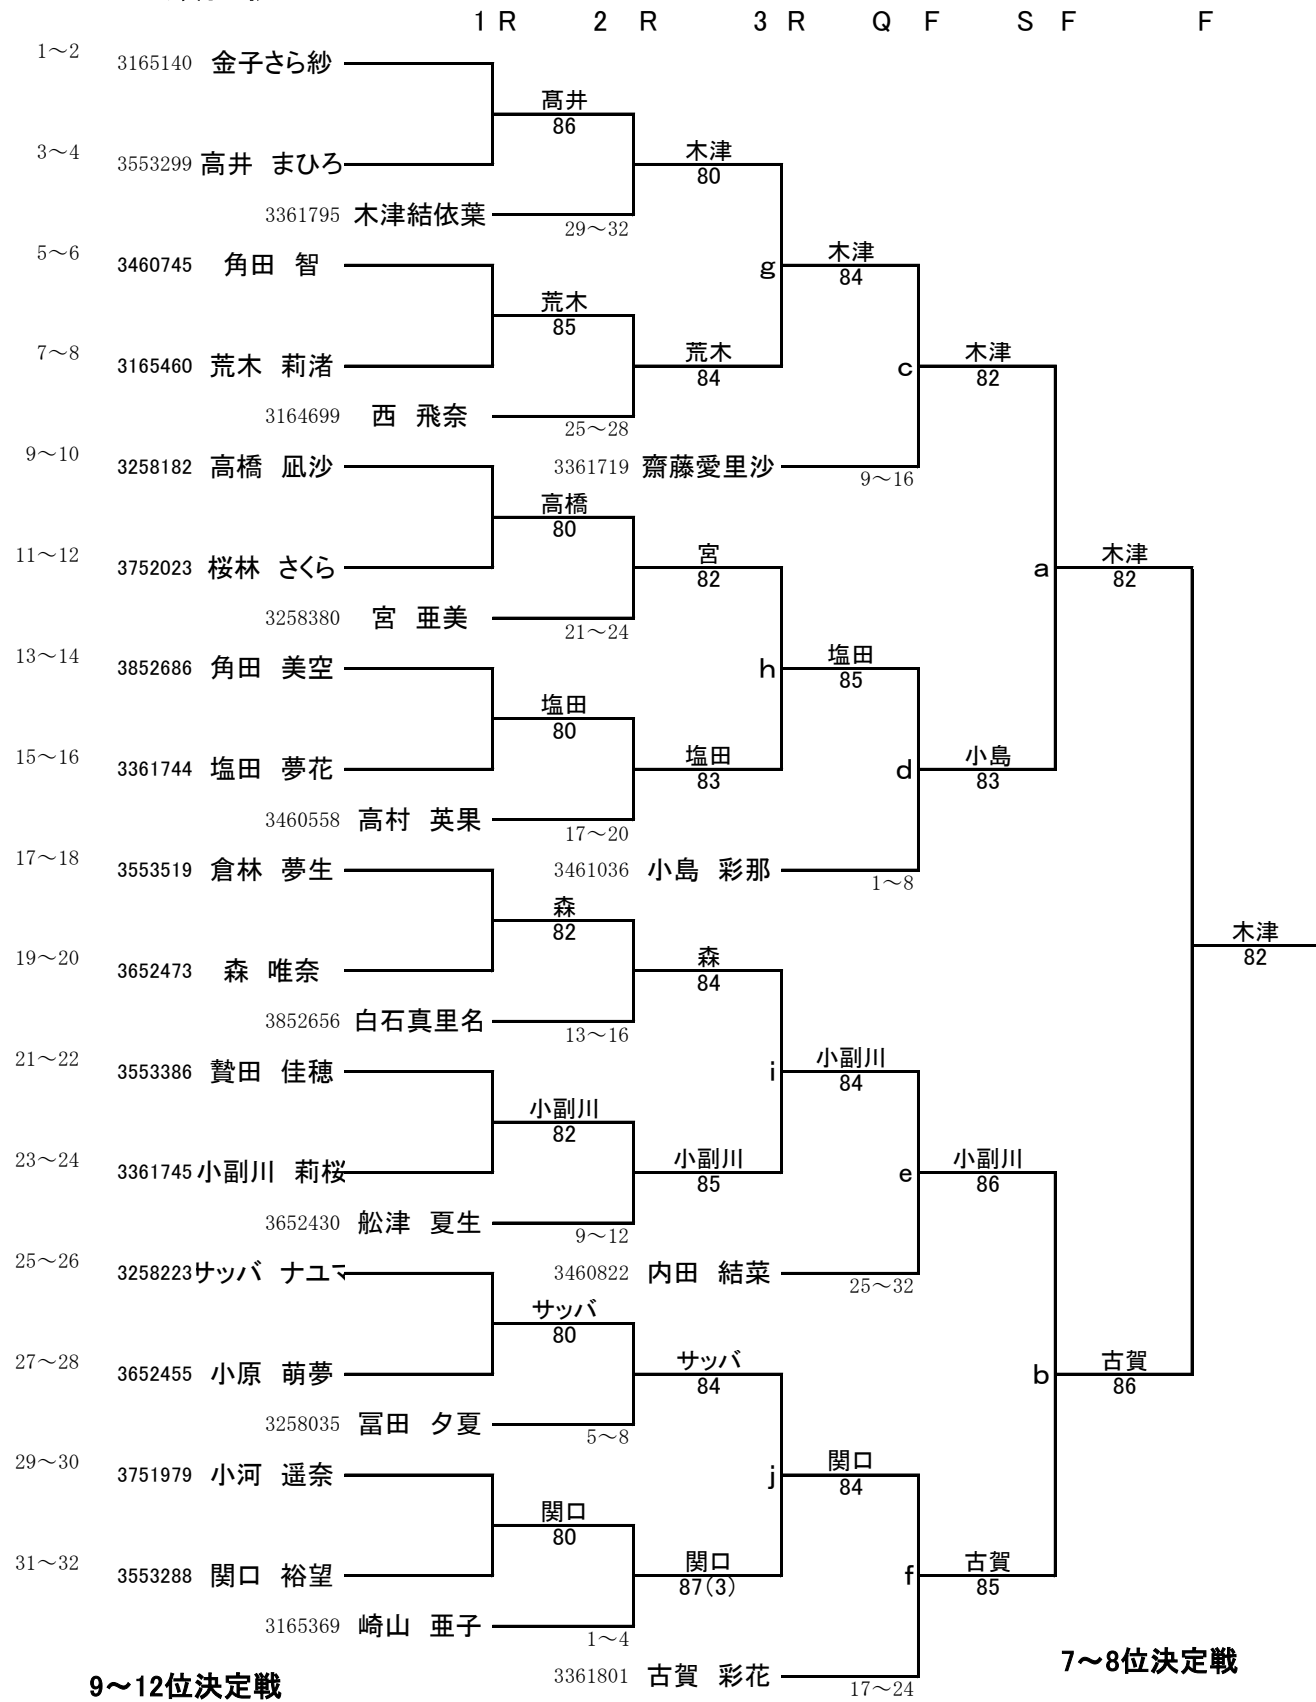 1 R 2 R 3 R Q F S F F
1～2 3165140 金子さら紗
髙井
86
3～4 3553299 高井 まひろ
木津
80
3361795 木津結依葉
29～32
5～6 3460745 角田 智
木津
g
84
荒木
85
7～8 3165460 荒木 莉渚
荒木
84
c
木津
82
3164699 西 飛奈
25～28
9～10 3258182 高橋 凪沙
3361719 齋藤愛里沙
9～16
高橋
80
11～12 3752023 桜林 さくら
宮
82
a
木津
82
3258380 宮 亜美
21～24
13～14 3852686 角田 美空
h
塩田
85
塩田
80
15～16 3361744 塩田 夢花
塩田
83
d
小島
83
3460558 高村 英果
17～20
17～18 3553519 倉林 夢生
3461036 小島 彩那
1～8
森
82
木津
82
19～20 3652473 森 唯奈
森
84
3852656 白石真里名
13～16
21～22 3553386 贄田 佳穂
i
小副川
84
小副川
82
23～24 3361745 小副川 莉桜
小副川
85
e
小副川
86
3652430 舩津 夏生
9～12
25～26 3258223 サッバ ナユマ
3460822 内田 結菜
25～32
サッバ
80
27～28 3652455 小原 萌夢
サッバ
84
b
古賀
86
3258035 冨田 夕夏
5～8
29～30 3751979 小河 遥奈
j
関口
84
関口
80
31～32 3553288 関口 裕望
関口
87(3)
f
古賀
85
3165369 崎山 亜子
1～4
3361801 古賀 彩花
17～24
7～8位決定戦
9～12位決定戦